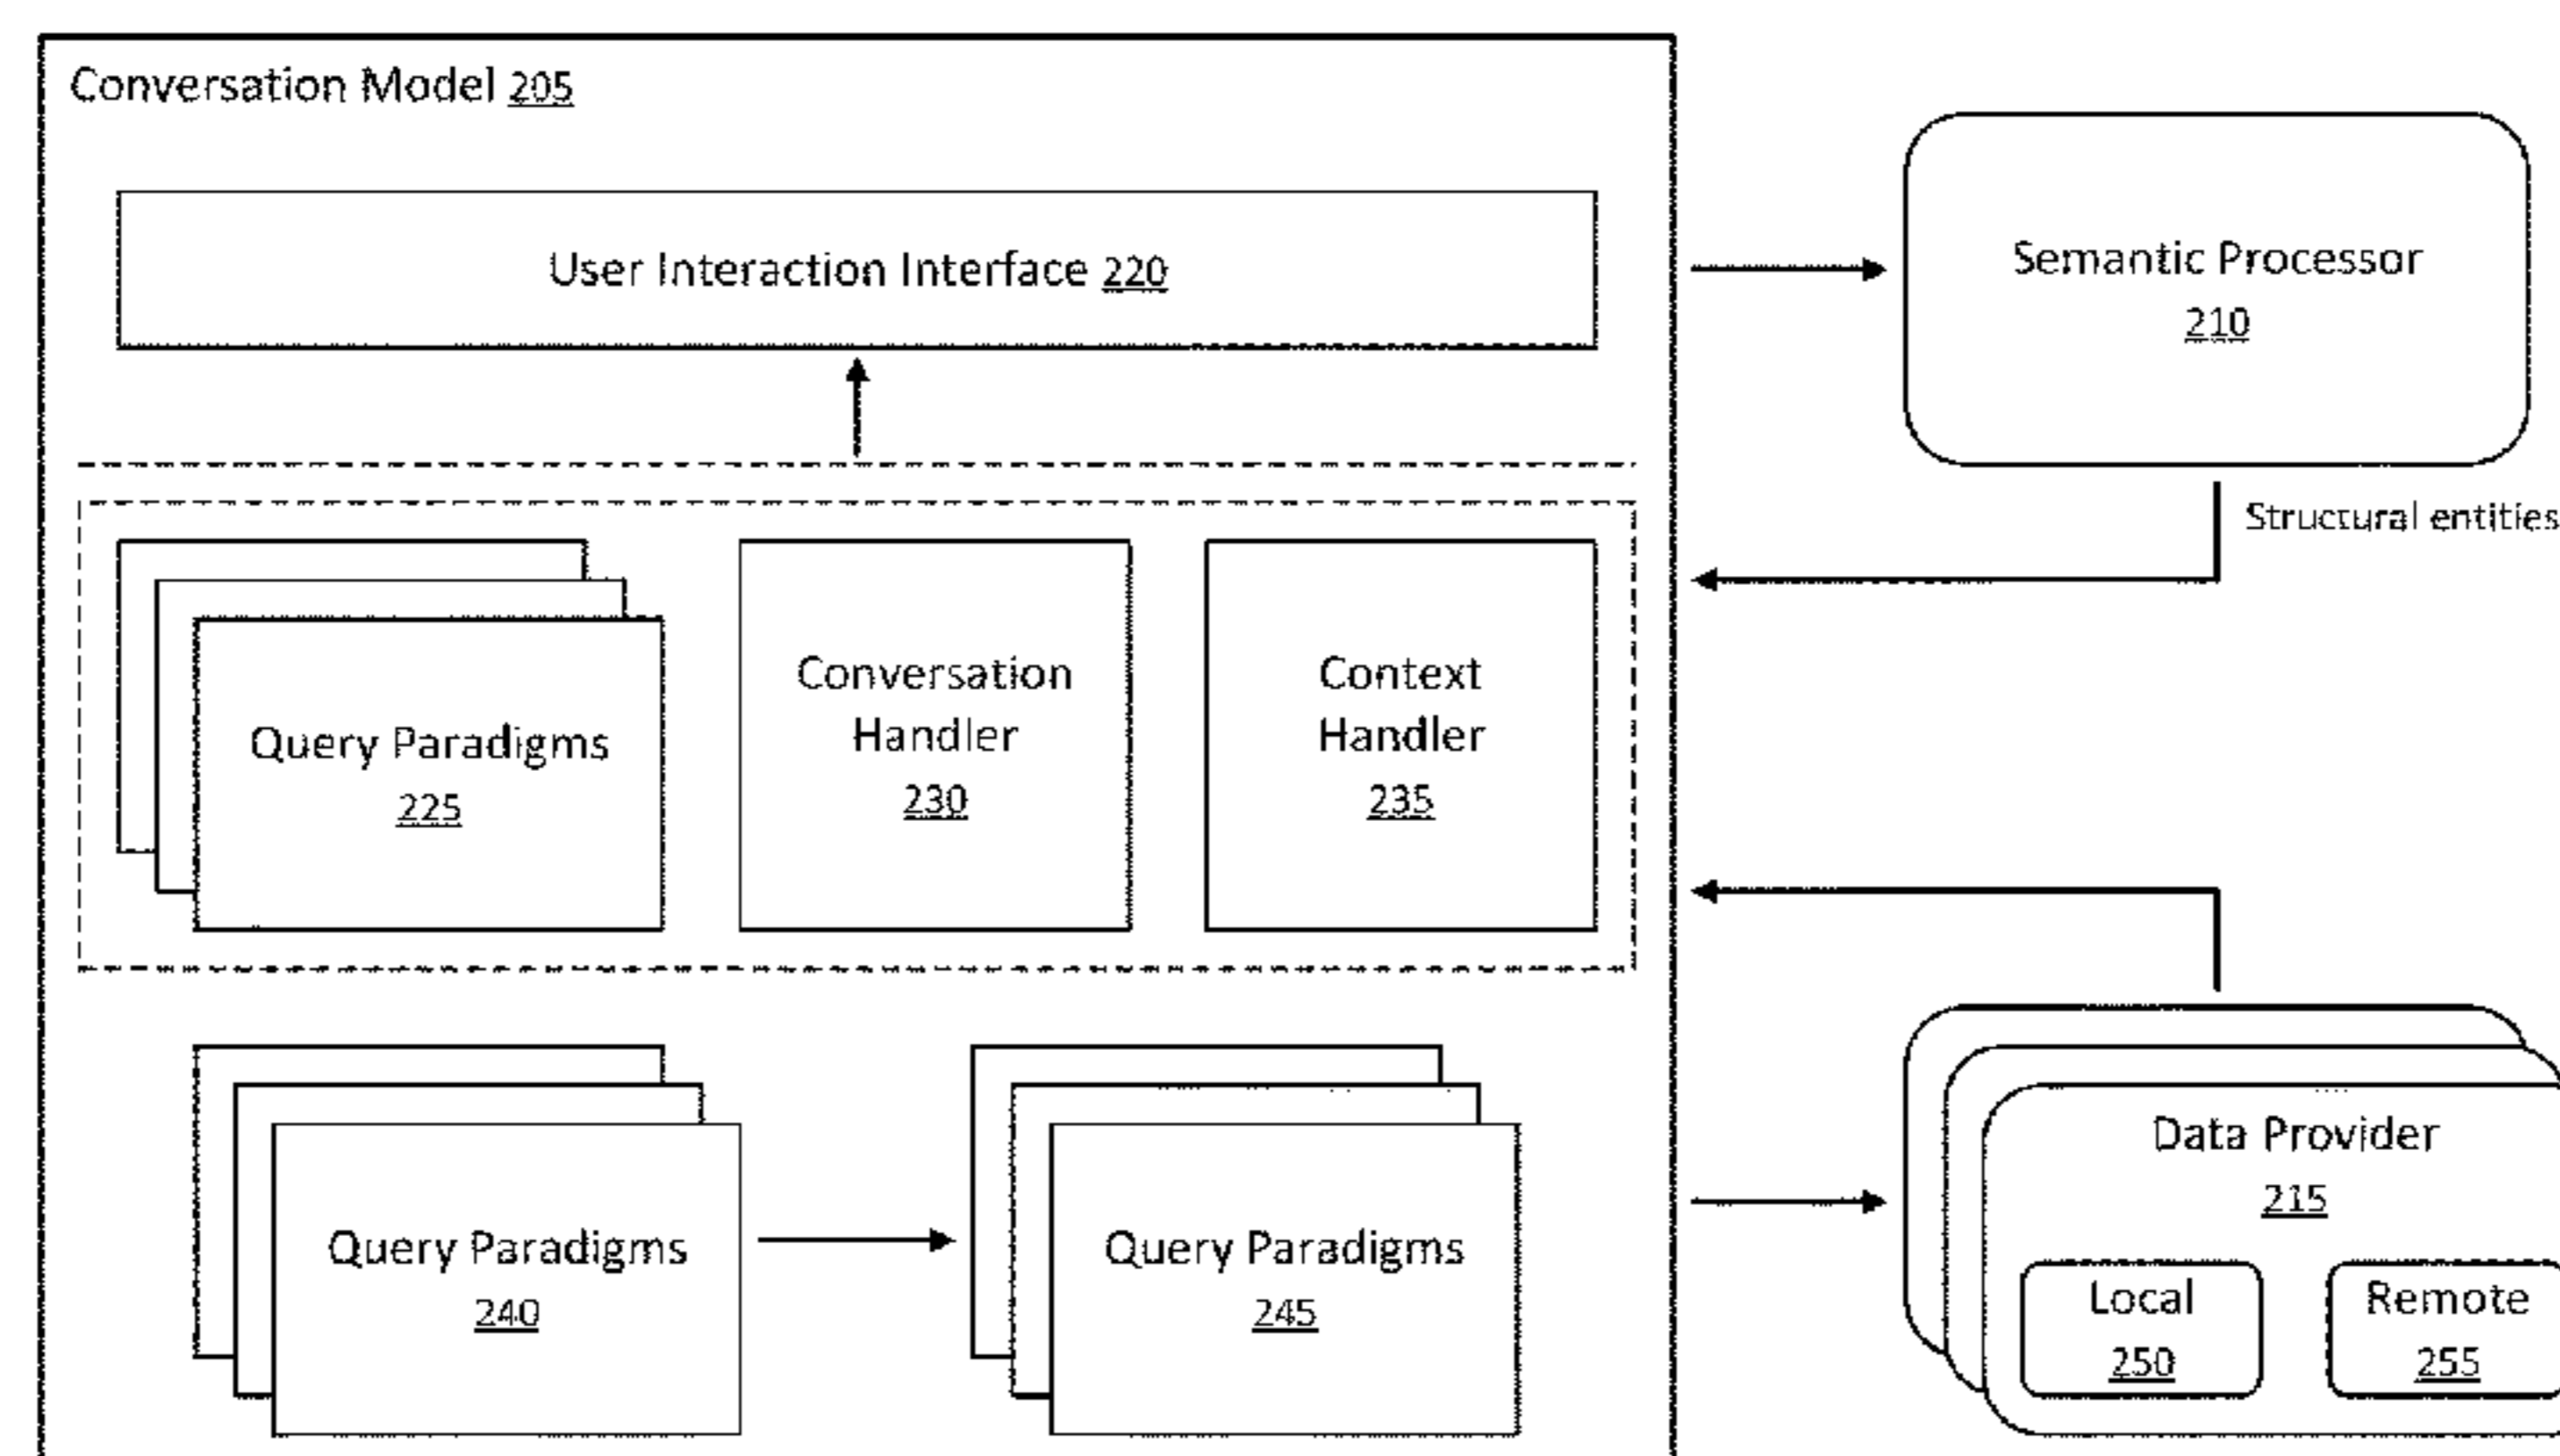 Conversation Model 205
User Interaction Interface 220
Semantic Processor
210
Structural entities
Query Paradigms
225
Conversation
Handler
230
Context
Handler
235
Query Paradigms
240
Query Paradigms
245
Data Provider
215
Local
250
Remote
255